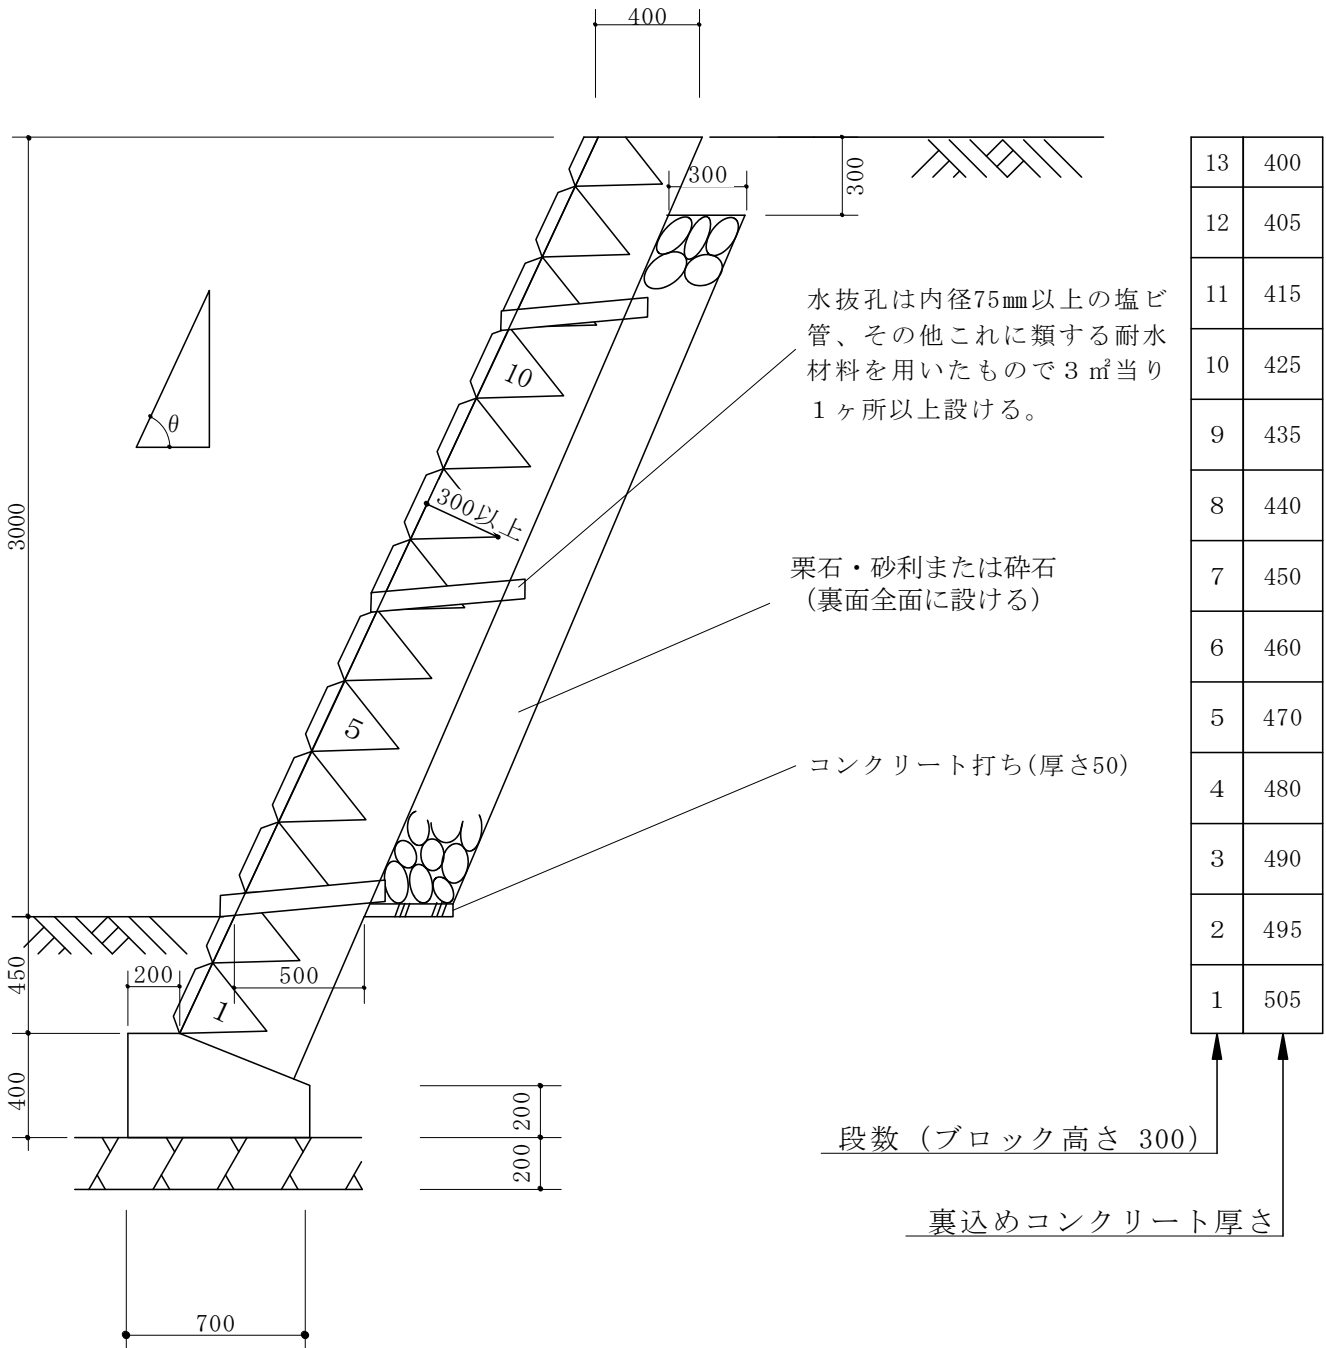 400
13 400
300
300
12 405
水抜孔は内径75㎜以上の塩ビ
管、その他これに類する耐水
材料を用いたもので３㎡当り
１ヶ所以上設ける。
11 415
10
10 425
θ
9 435
300以上
8 440
3000
栗石・砂利または砕石
（裏面全面に設ける）
7 450
6 460
5
5 470
コンクリート打ち(厚さ50)
4 480
3 490
2 495
450
200
500
1
1 505
400
200
200
段数（ブロック高さ 300）
裏込めコンクリート厚さ
700